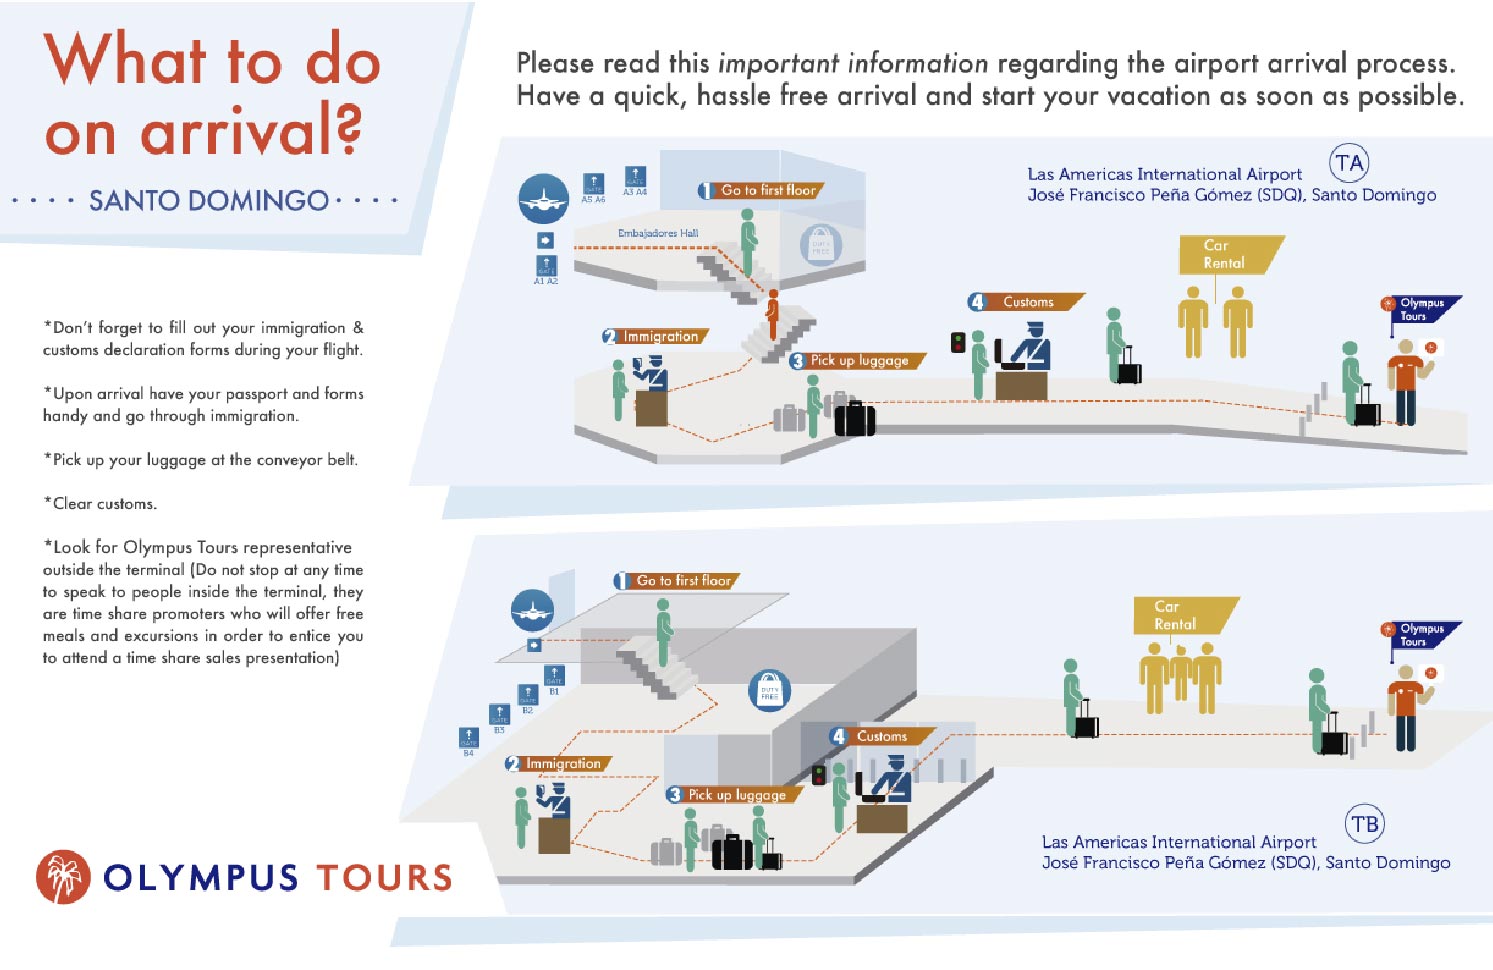 What to do
on arrival?
SANTO DOMINGO
Please read this important information regarding the airport arrival process.
Have a quick, hassle free arrival and start your vacation as soon as possible.
*Don't forget to fill out your immigration &
customs declaration forms during your flight.
*Upon arrival have your passport and forms
handy and go through immigration.
*Pick up your luggage at the conveyor belt.
*Clear customs.
*Look for Olympus Tours representative
outside the terminal (Do not stop at any time
to speak to people inside the terminal, they
are time share promoters who will offer free
meals and excursions in order to entice you
to attend a time share sales presentation)
OLYMPUS TOURS
TA
Las Americas International Airport
José Francisco Peña Gómez (SDQ), Santo Domingo
GATE
A5 A6
GATE
A3 A4
1 Go to first floor
Embajadores Hall
DUTY
FREE
GATE
A1 A2
Car
Rental
4 Customs
Olympus
Tours
2 Immigration
3 Pick up luggage
1 Go to first floor
Car
Rental
Olympus
Tours
GATE
B1
GATE
B2
GATE
B3
GATE
B4
DUTY
FREE
4 Customs
2 Immigration
3 Pick up luggage
TB
Las Americas International Airport
José Francisco Peña Gómez (SDQ), Santo Domingo